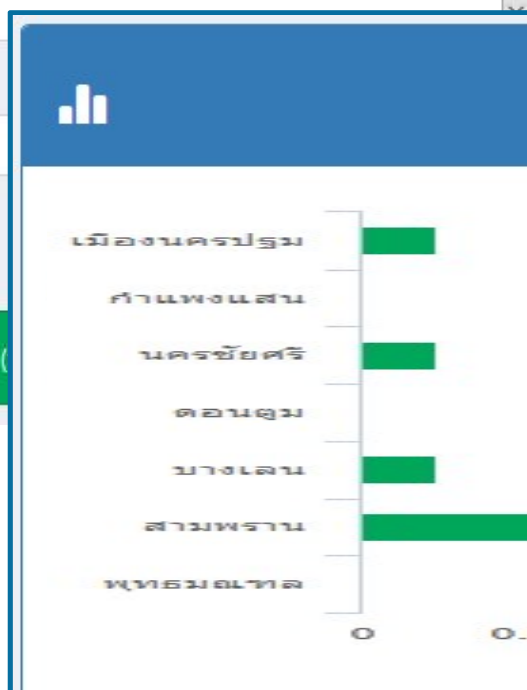 เมืองนครปฐม
กำแพงแสน
นครชัยศรี
ดอนตูม
บางเลน
สามพราน
พุทธมณฑล
0 0.